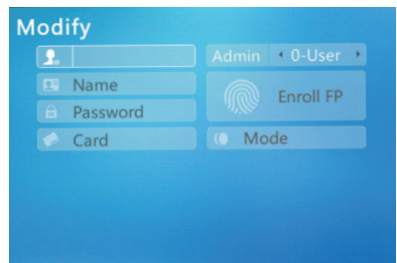 Modify
Admin 0-User
Name
Enroll FP
Password
Card
Mode